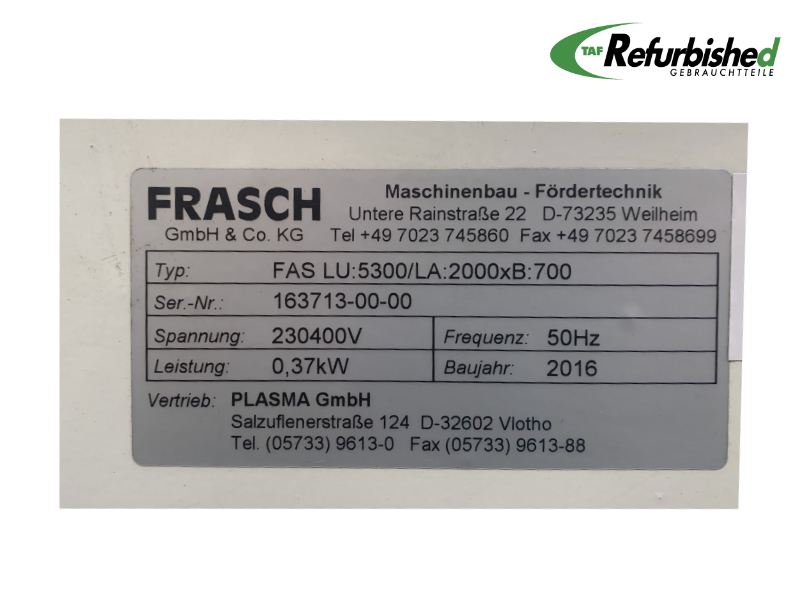 TAF Refurbished
GEBRAUCHTTEILE
FRASCH Maschinenbau - Fördertechnik
Untere Rainstraße 22 D-73235 Weilheim
GmbH & Co. KG Tel +49 7023 745860 Fax +49 7023 7458699
Typ: FAS LU:5300/LA:2000xB:700
Ser.-Nr.: 163713-00-00
Spannung: 230400V Frequenz: 50Hz
Leistung: 0,37kW Baujahr: 2016
Vertrieb: PLASMA GmbH
Salzuflenerstraße 124 D-32602 Vlotho
Tel. (05733) 9613-0 Fax (05733) 9613-88